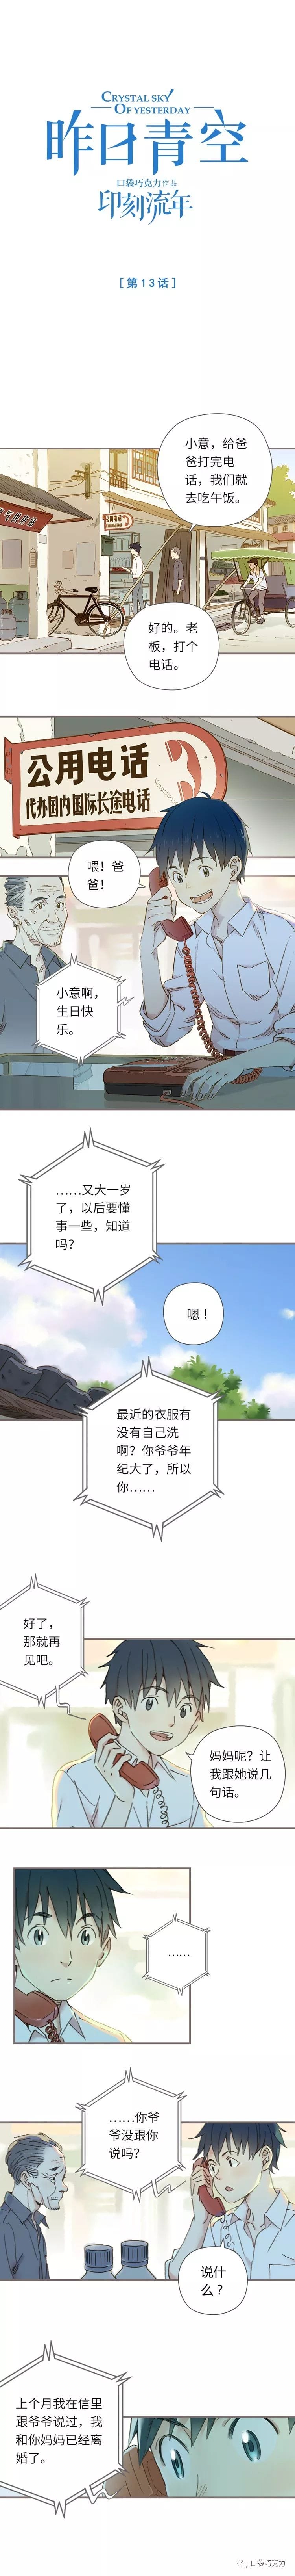 CRYSTAL SKY
OF YESTERDAY
昨日青空
口袋巧克力作品
印刻流年
[第13话]
小意，给爸
爸打完电
话，我们就
去吃午饭。
公用电话
好的。老
板，打个
电话。
公用电话
代办国内国际长途电话
喂！爸
爸！
小意啊，
生日快
乐。
……又大一岁
了，以后要懂
事一些，知道
吗？
嗯！
最近的衣服有
没有自己洗
啊？你爷爷年
纪大了，所以
你……
好了，
那就再
见吧。
妈妈呢？让
我跟她说几
句话。
……
……你爷
爷没跟你
说吗？
说什
么？
上个月我在信里
跟爷爷说过，我
和你妈妈已经离
婚了。
口袋巧克力